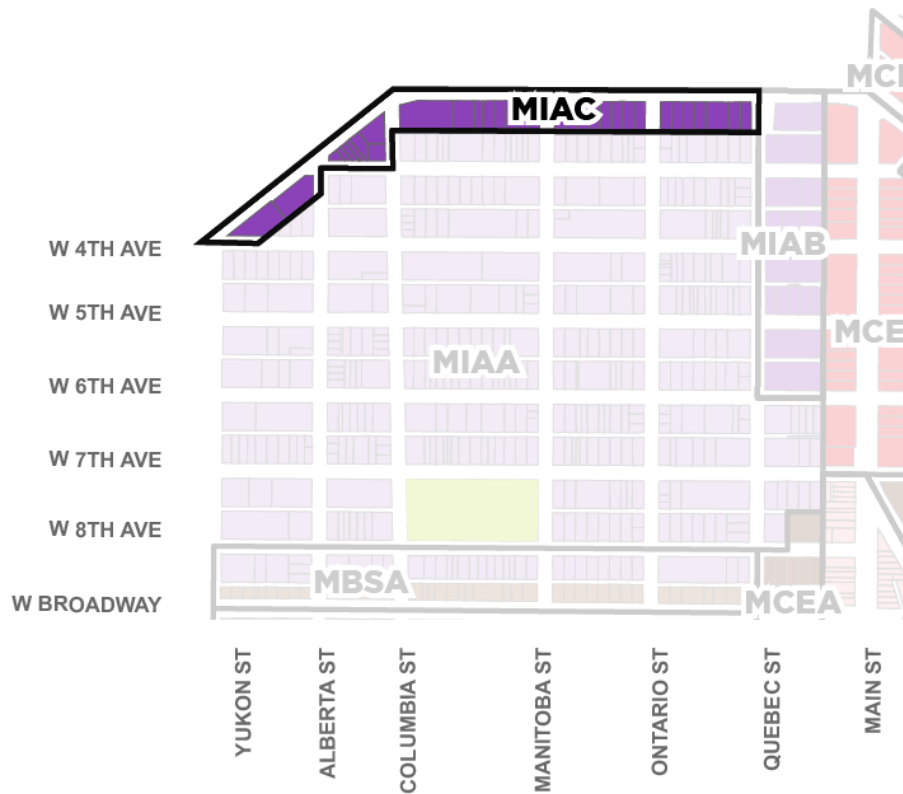 MCE
MIAC
MIAB
W 4TH AVE
W 5TH AVE
MCE
MIAA
W 6TH AVE
W 7TH AVE
W 8TH AVE
MBSA
MCEA
W BROADWAY
YUKON ST
ALBERTA ST
COLUMBIA ST
MANITOBA ST
ONTARIO ST
QUEBEC ST
MAIN ST